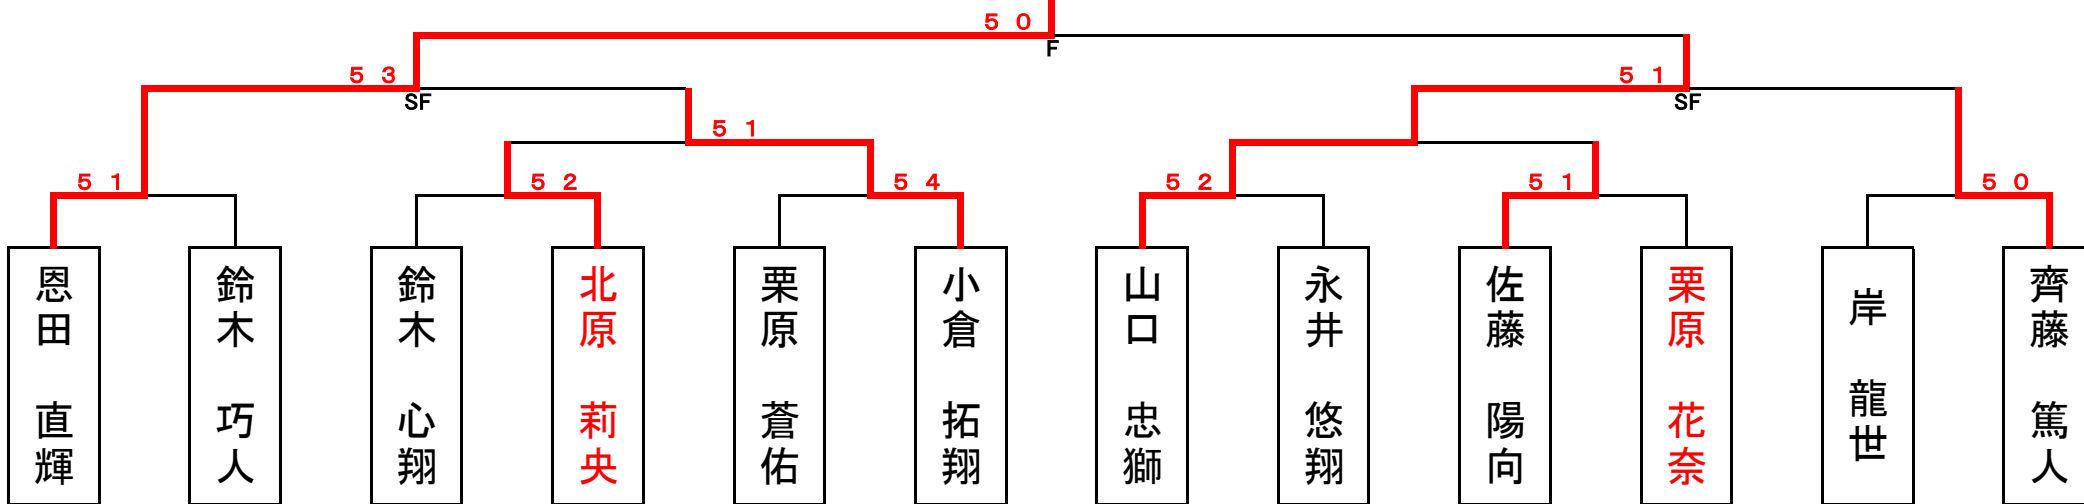 ５ ０
F
５ ３
５ １
SF
SF
５ １
５ １
５ ２
５ ４
５ ２
５ １
５ ０
恩田 直輝
鈴木 巧人
鈴木 心翔
北原 莉央
栗原 蒼佑
小倉 拓翔
山口 忠獅
永井 悠翔
佐藤 陽向
栗原 花奈
岸 龍世
齊藤 篤人